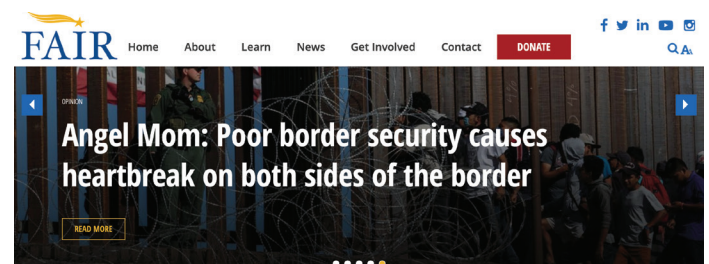 FAIR
Home About Learn News Get Involved Contact DONATE
OPINION
Angel Mom: Poor border security causes
heartbreak on both sides of the border
READ MORE